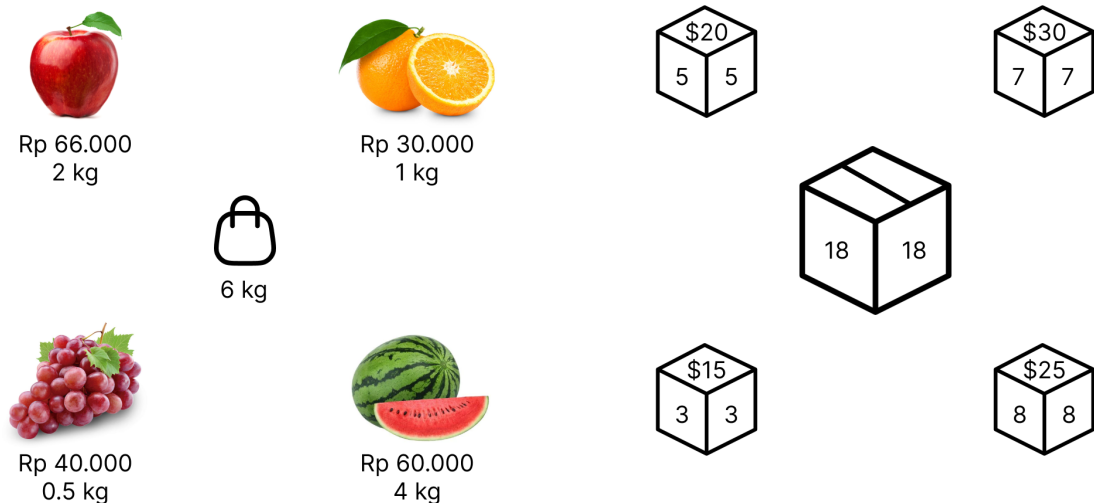 $20
5 5
$30
7 7
Rp 66.000
2 kg
Rp 30.000
1 kg
18 18
6 kg
$15
3 3
$25
8 8
Rp 40.000
0.5 kg
Rp 60.000
4 kg